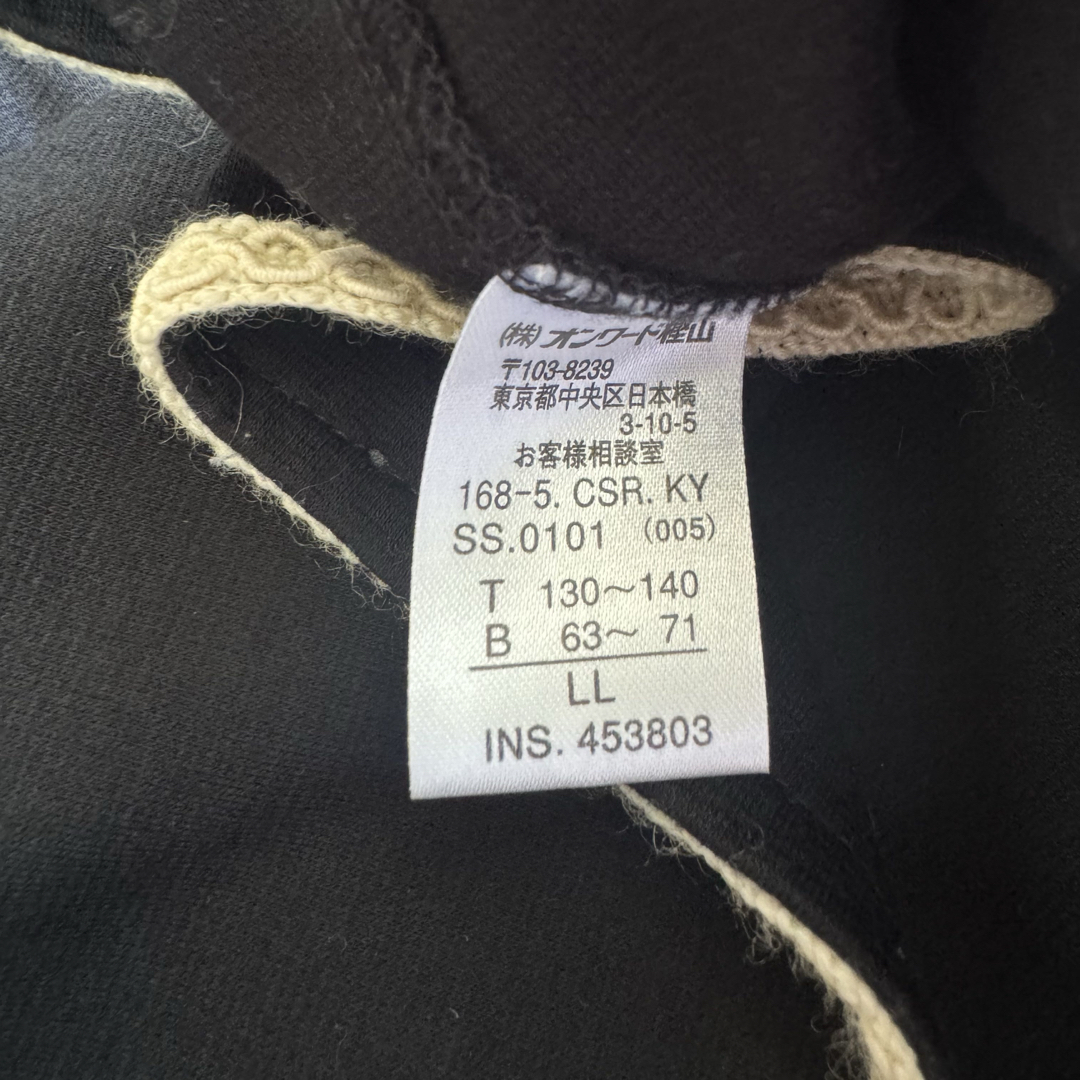 (株)オンワード樫山
〒103-8239
東京都中央区日本橋
3-10-5
お客様相談室
168-5. CSR. KY
SS.0101 (005)
T 130〜140
B 63〜 71
LL
INS. 453803